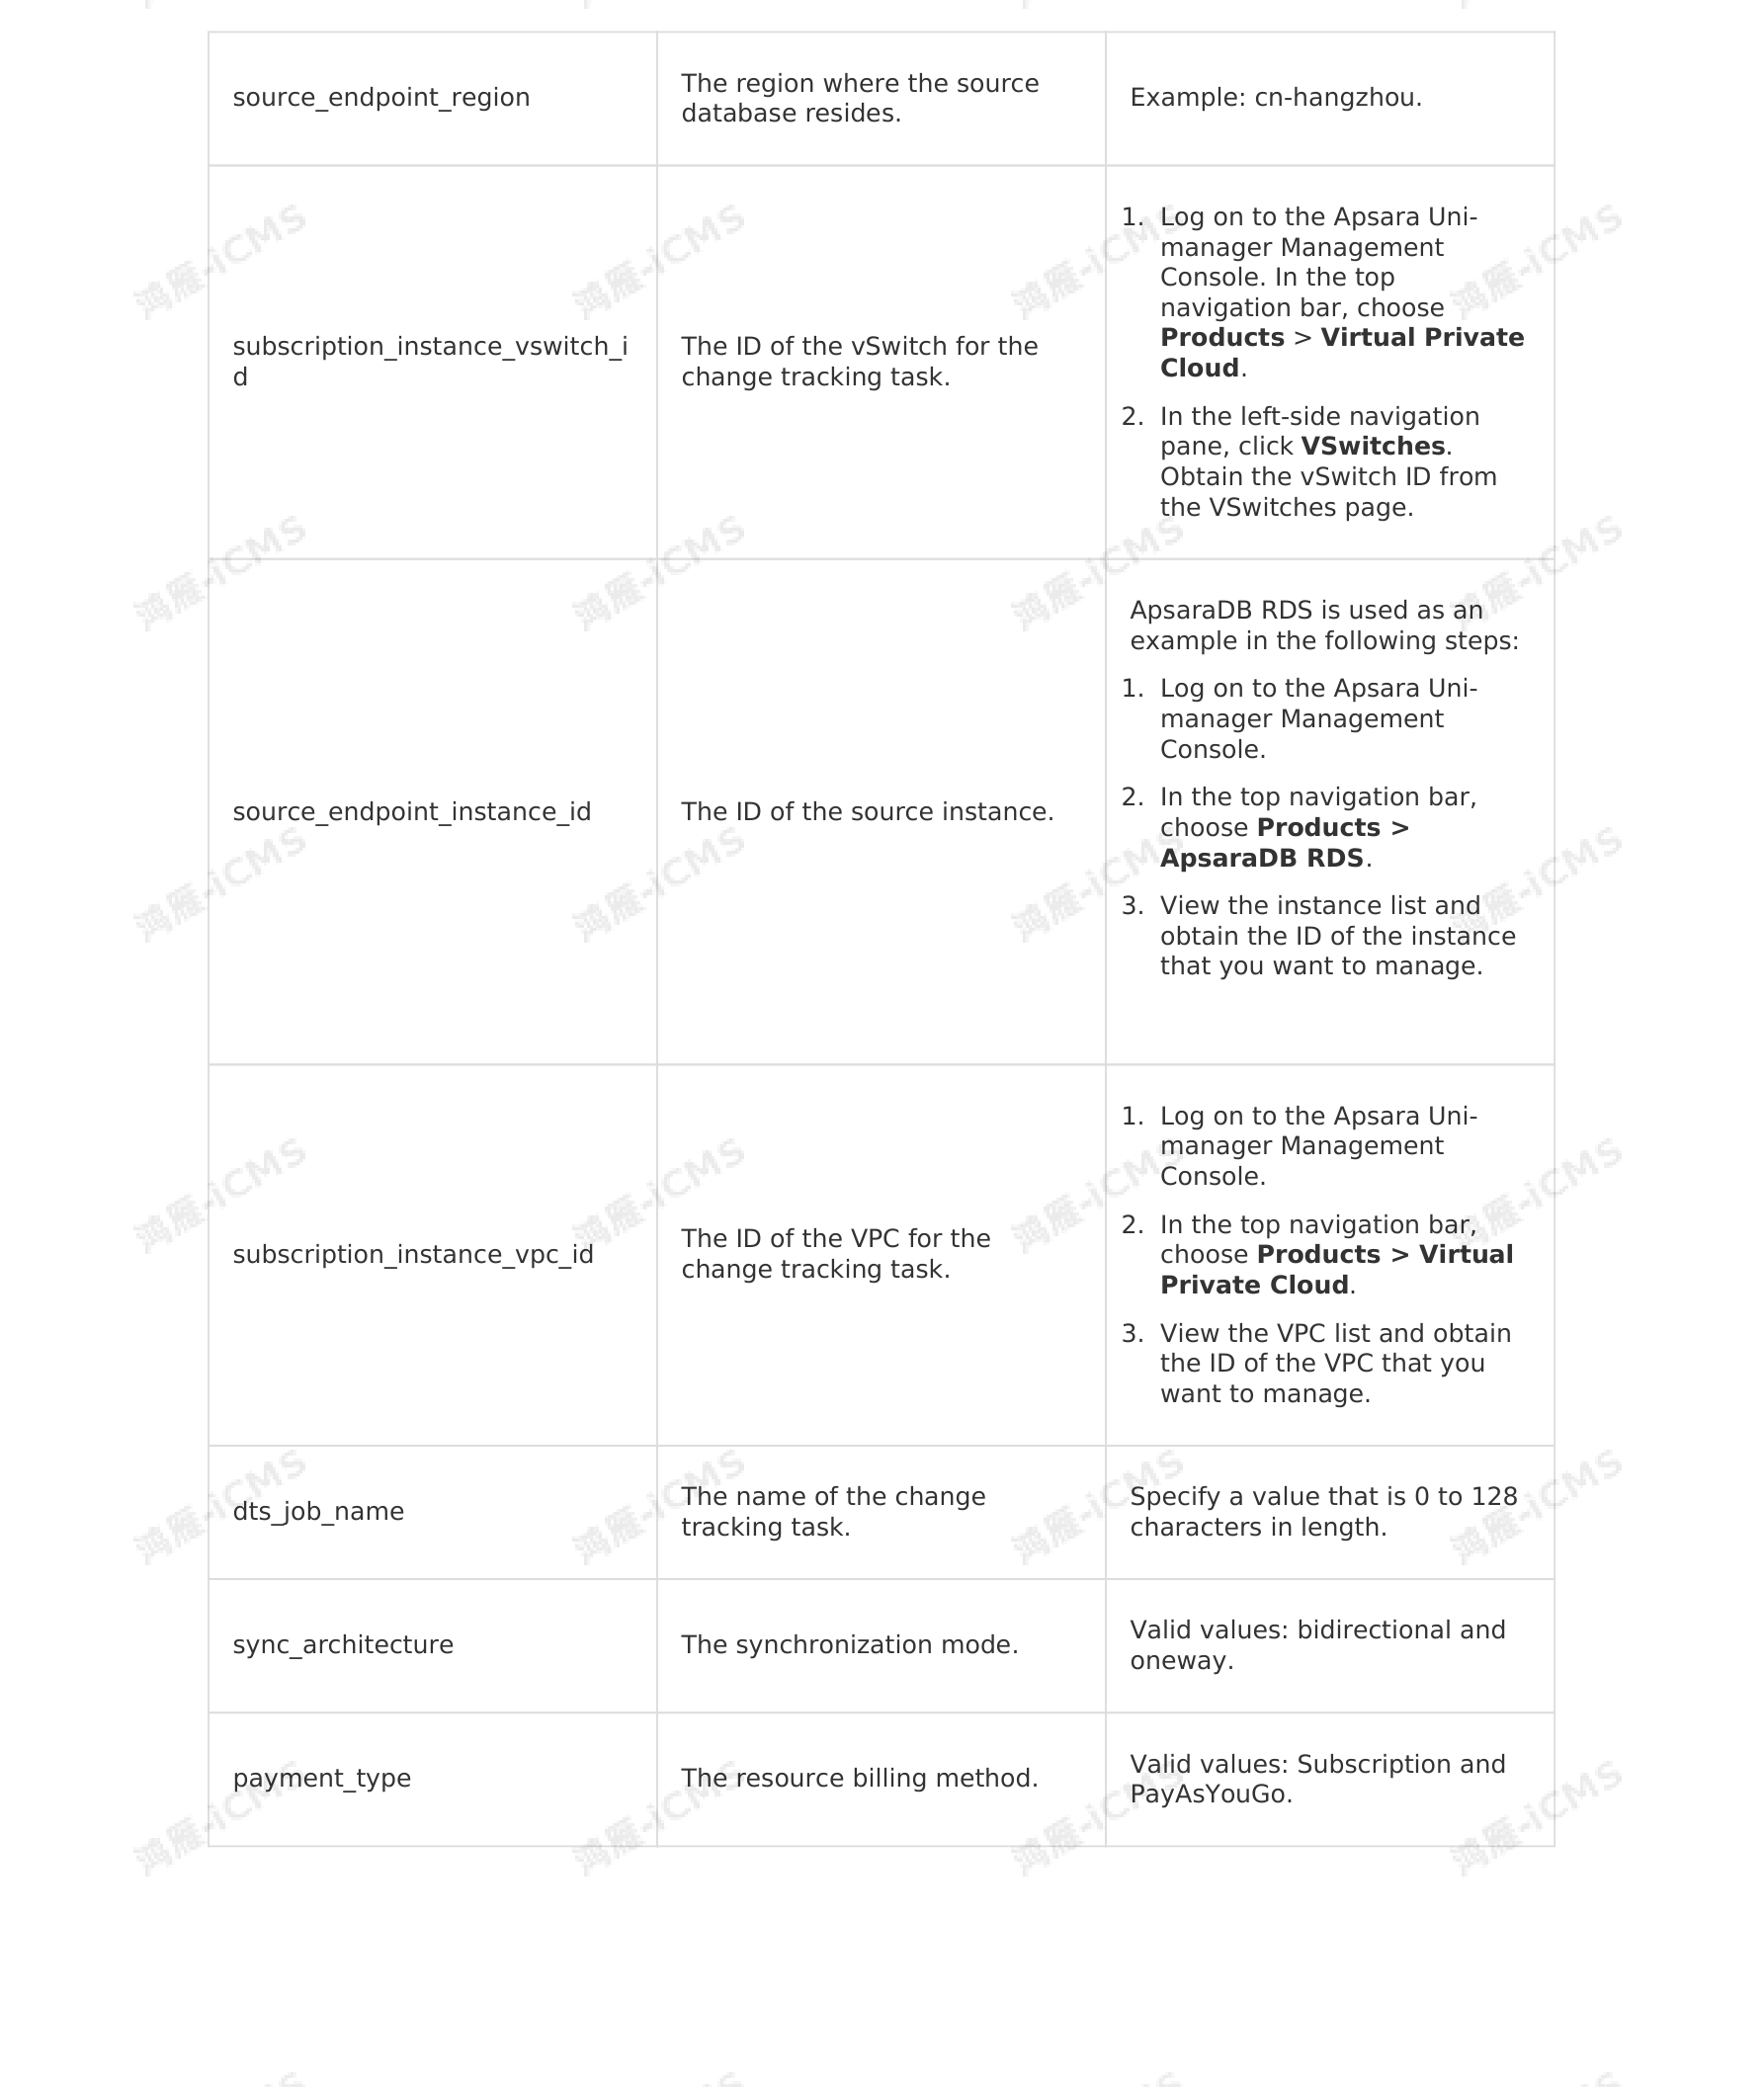 source_endpoint_region
The region where the source
database resides.
Example: cn-hangzhou.
subscription_instance_vswitch_i
d
The ID of the vSwitch for the
change tracking task.
1. Log on to the Apsara Uni-
manager Management
Console. In the top
navigation bar, choose
Products > Virtual Private
Cloud.
2. In the left-side navigation
pane, click VSwitches.
Obtain the vSwitch ID from
the VSwitches page.
source_endpoint_instance_id
The ID of the source instance.
ApsaraDB RDS is used as an
example in the following steps:
1. Log on to the Apsara Uni-
manager Management
Console.
2. In the top navigation bar,
choose Products >
ApsaraDB RDS.
3. View the instance list and
obtain the ID of the instance
that you want to manage.
subscription_instance_vpc_id
The ID of the VPC for the
change tracking task.
1. Log on to the Apsara Uni-
manager Management
Console.
2. In the top navigation bar,
choose Products > Virtual
Private Cloud.
3. View the VPC list and obtain
the ID of the VPC that you
want to manage.
dts_job_name
The name of the change
tracking task.
Specify a value that is 0 to 128
characters in length.
sync_architecture
The synchronization mode.
Valid values: bidirectional and
oneway.
payment_type
The resource billing method.
Valid values: Subscription and
PayAsYouGo.
鸿雁-iCMS